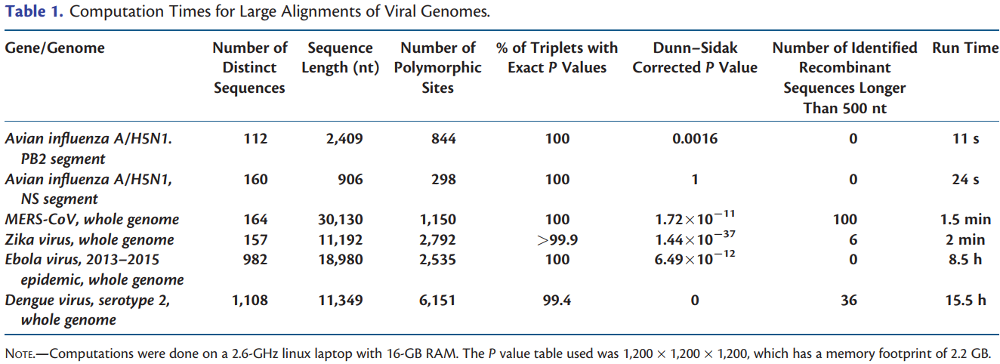 Table 1. Computation Times for Large Alignments of Viral Genomes.
Gene/Genome Number of Sequence Number of % of Triplets with Dunn–Sidak Number of Identified Run Time
Distinct Length (nt) Polymorphic Exact P Values Corrected P Value Recombinant
Sequences Sites Sequences Longer
Than 500 nt
Avian influenza A/H5N1. 112 2,409 844 100 0.0016 0 11 s
PB2 segment
Avian influenza A/H5N1, 160 906 298 100 1 0 24 s
NS segment
MERS-CoV, whole genome 164 30,130 1,150 100 1.72×10⁻¹¹ 100 1.5 min
Zika virus, whole genome 157 11,192 2,792 >99.9 1.44×10⁻³⁷ 6 2 min
Ebola virus, 2013–2015 982 18,980 2,535 100 6.49×10⁻¹² 0 8.5 h
epidemic, whole genome
Dengue virus, serotype 2, 1,108 11,349 6,151 99.4 0 36 15.5 h
whole genome
NOTE.—Computations were done on a 2.6-GHz linux laptop with 16-GB RAM. The P value table used was 1,200 × 1,200 × 1,200, which has a memory footprint of 2.2 GB.